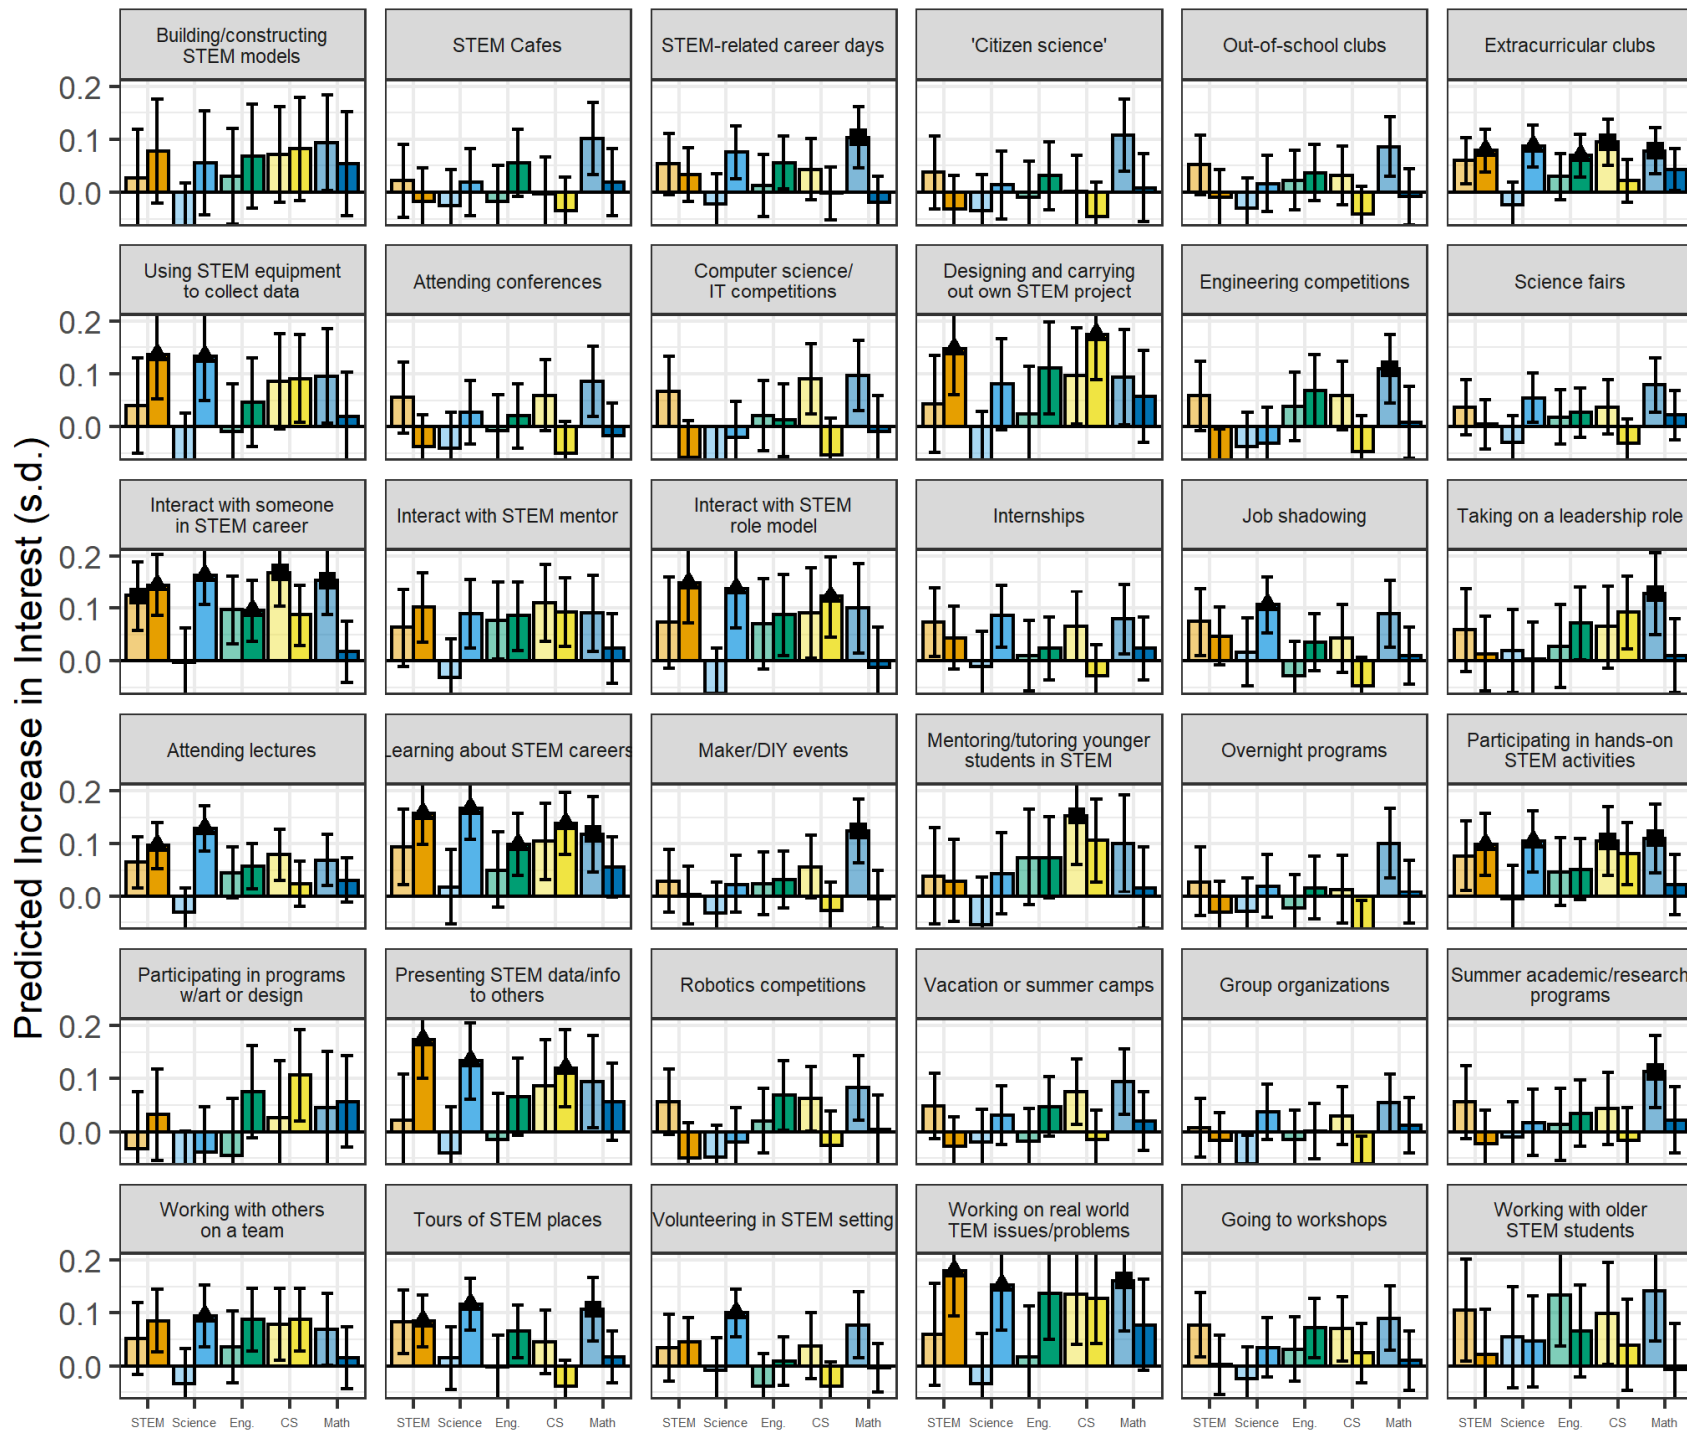 Predicted Increase in Interest (s.d.)
Building/constructing
STEM models
STEM Cafes
STEM-related career days
'Citizen science'
Out-of-school clubs
Extracurricular clubs
0.2
0.1
0.0
Using STEM equipment
to collect data
Attending conferences
Computer science/
IT competitions
Designing and carrying
out own STEM project
Engineering competitions
Science fairs
0.2
0.1
0.0
Interact with someone
in STEM career
Interact with STEM mentor
Interact with STEM
role model
Internships
Job shadowing
Taking on a leadership role
0.2
0.1
0.0
Attending lectures
Learning about STEM careers
Maker/DIY events
Mentoring/tutoring younger
students in STEM
Overnight programs
Participating in hands-on
STEM activities
0.2
0.1
0.0
Participating in programs
w/art or design
Presenting STEM data/info
to others
Robotics competitions
Vacation or summer camps
Group organizations
Summer academic/research
programs
0.2
0.1
0.0
Working with others
on a team
Tours of STEM places
Volunteering in STEM setting
Working on real world
TEM issues/problems
Going to workshops
Working with older
STEM students
0.2
0.1
0.0
STEM Science Eng. CS Math
STEM Science Eng. CS Math
STEM Science Eng. CS Math
STEM Science Eng. CS Math
STEM Science Eng. CS Math
STEM Science Eng. CS Math